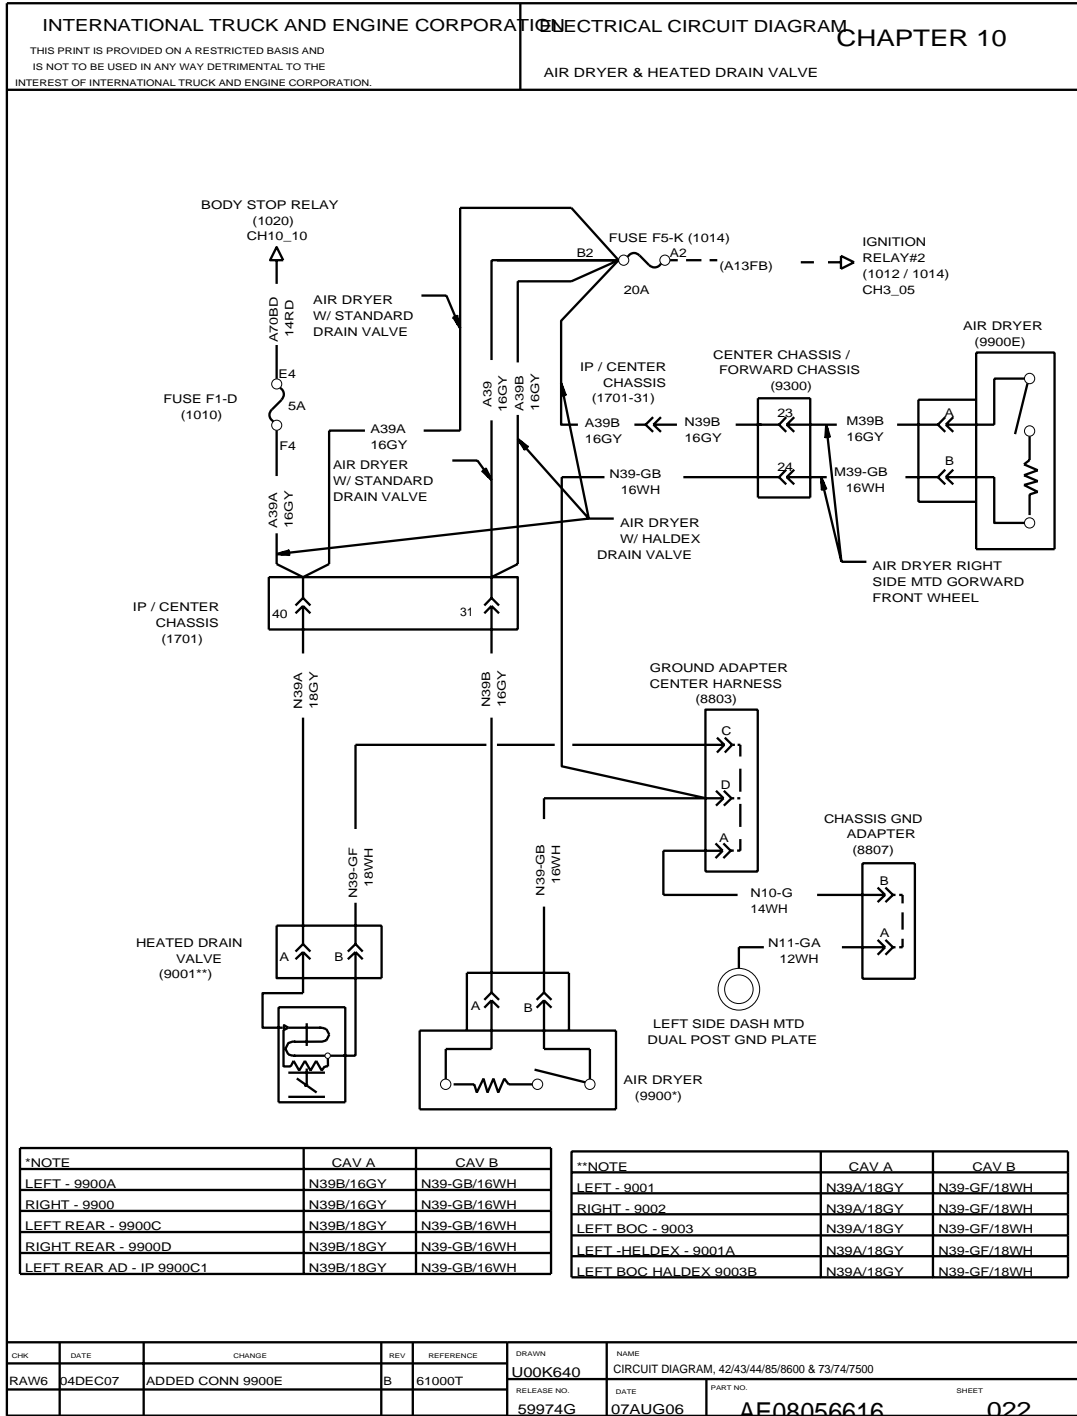 INTERNATIONAL TRUCK AND ENGINE CORPORATION
THIS PRINT IS PROVIDED ON A RESTRICTED BASIS AND
IS NOT TO BE USED IN ANY WAY DETRIMENTAL TO THE
INTEREST OF INTERNATIONAL TRUCK AND ENGINE CORPORATION.
ELECTRICAL CIRCUIT DIAGRAM
CHAPTER 10
AIR DRYER & HEATED DRAIN VALVE
BODY STOP RELAY
(1020)
CH10_10
A70BD
14RD
AIR DRYER
W/ STANDARD
DRAIN VALVE
FUSE F1-D
(1010)
E4
5A
F4
A39A
16GY
A39A
16GY
AIR DRYER
W/ STANDARD
DRAIN VALVE
A39
16GY
A39B
16GY
B2
FUSE F5-K (1014)
A2
20A
(A13FB)
IGNITION
RELAY#2
(1012 / 1014)
CH3_05
IP / CENTER
CHASSIS
(1701-31)
CENTER CHASSIS /
FORWARD CHASSIS
(9300)
AIR DRYER
(9900E)
A39B
16GY
N39B
16GY
23
M39B
16GY
A
N39-GB
16WH
24
M39-GB
16WH
B
AIR DRYER
W/ HALDEX
DRAIN VALVE
AIR DRYER RIGHT
SIDE MTD GORWARD
FRONT WHEEL
IP / CENTER
CHASSIS
(1701)
40
31
N39A
18GY
N39B
16GY
GROUND ADAPTER
CENTER HARNESS
(8803)
C
D
A
N39-GF
18WH
N39-GB
16WH
CHASSIS GND
ADAPTER
(8807)
B
A
N10-G
14WH
N11-GA
12WH
LEFT SIDE DASH MTD
DUAL POST GND PLATE
HEATED DRAIN
VALVE
(9001**)
A
B
A
B
AIR DRYER
(9900*)
*NOTE CAV A CAV B
LEFT - 9900A N39B/16GY N39-GB/16WH
RIGHT - 9900 N39B/16GY N39-GB/16WH
LEFT REAR - 9900C N39B/18GY N39-GB/16WH
RIGHT REAR - 9900D N39B/18GY N39-GB/16WH
LEFT REAR AD - IP 9900C1 N39B/18GY N39-GB/16WH
**NOTE CAV A CAV B
LEFT - 9001 N39A/18GY N39-GF/18WH
RIGHT - 9002 N39A/18GY N39-GF/18WH
LEFT BOC - 9003 N39A/18GY N39-GF/18WH
LEFT -HELDEX - 9001A N39A/18GY N39-GF/18WH
LEFT BOC HALDEX 9003B N39A/18GY N39-GF/18WH
CHK DATE CHANGE REV REFERENCE
RAW6 04DEC07 ADDED CONN 9900E B 61000T
DRAWN
U00K640
NAME
CIRCUIT DIAGRAM, 42/43/44/85/8600 & 73/74/7500
RELEASE NO.
59974G
DATE
07AUG06
PART NO.
AE08056616
SHEET
022